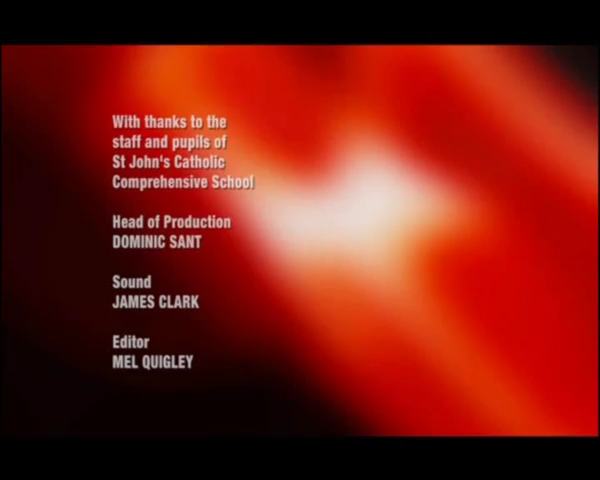 With thanks to the
staff and pupils of
St John's Catholic
Comprehensive School
Head of Production
DOMINIC SANT
Sound
JAMES CLARK
Editor
MEL QUIGLEY